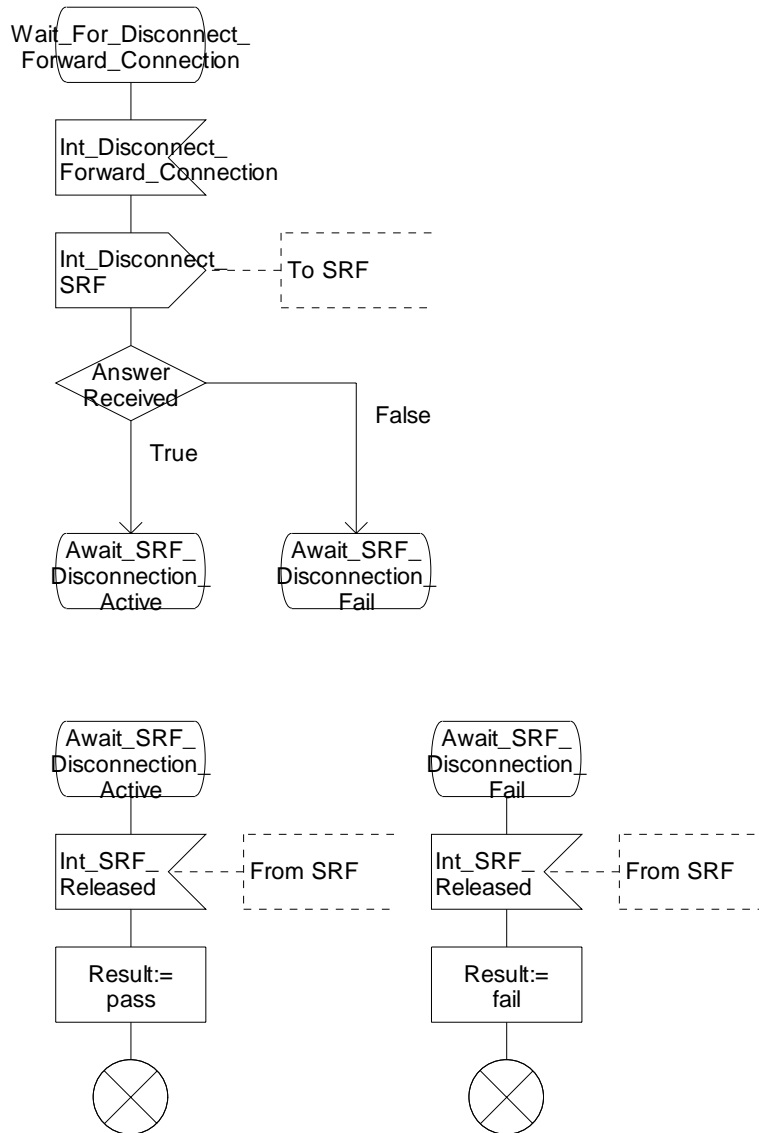 Wait_For_Disconnect_
Forward_Connection
Int_Disconnect_
Forward_Connection
Int_Disconnect_
SRF
To SRF
Answer
Received
False
True
Await_SRF_
Disconnection_
Active
Await_SRF_
Disconnection_
Fail
Await_SRF_
Disconnection_
Active
Await_SRF_
Disconnection_
Fail
Int_SRF_
Released
From SRF
Int_SRF_
Released
From SRF
Result:=
pass
Result:=
fail